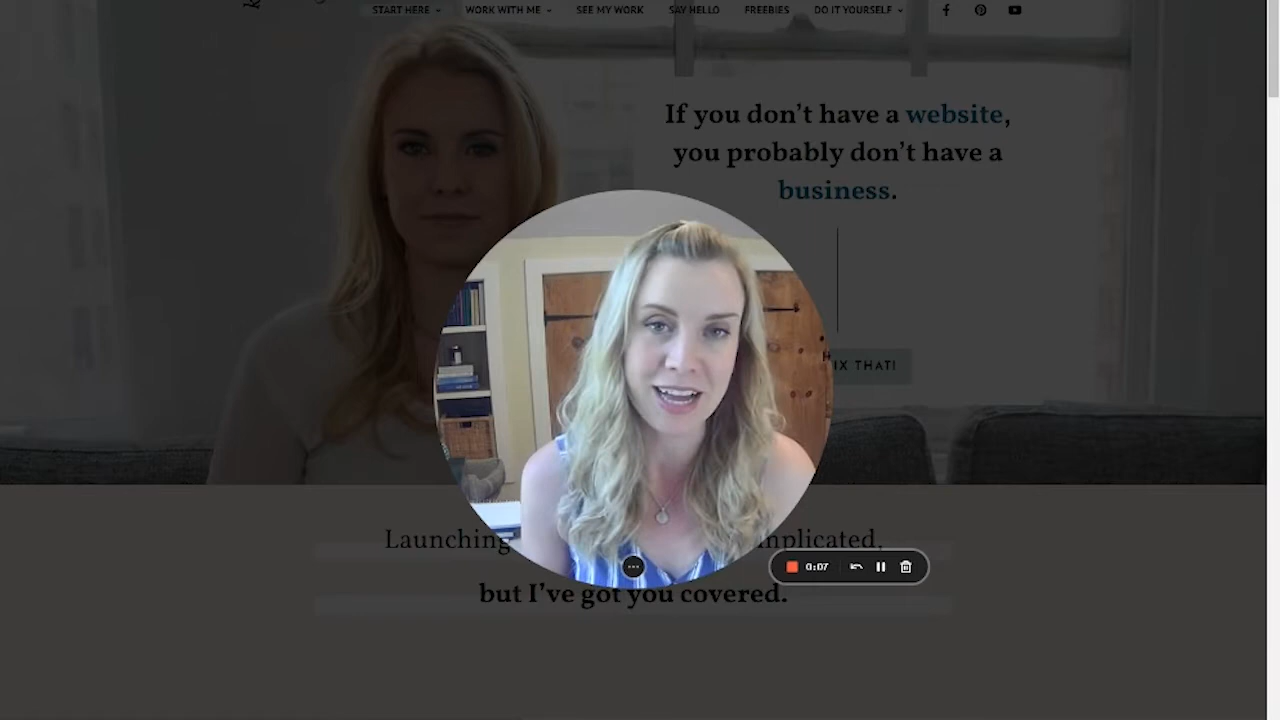 START HERE
WORK WITH ME
SEE MY WORK
SAY HELLO
FREEBIES
DO IT YOURSELF
If you don't have a website,
you probably don't have a
business.
IX THAT!
Launching
mplicated,
0:07
but I've got you covered.